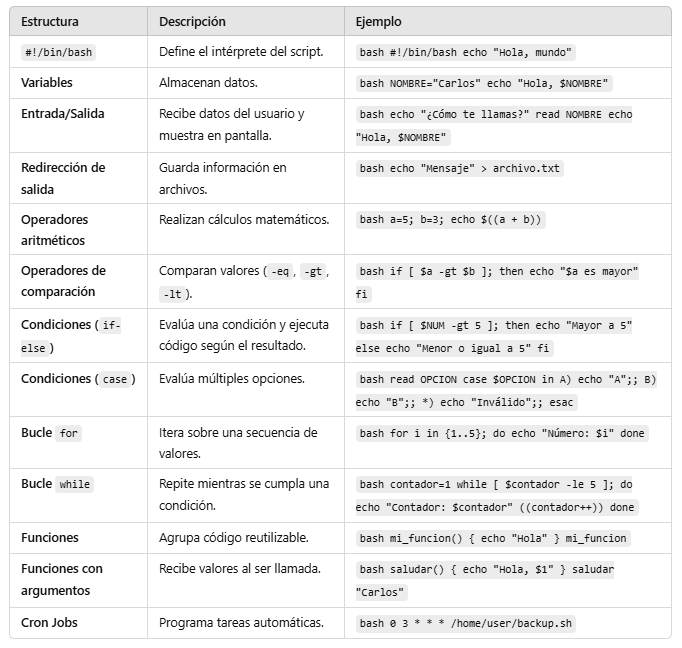 Estructura Descripción Ejemplo
#!/bin/bash Define el intérprete del script. bash #!/bin/bash echo "Hola, mundo"
Variables Almacenan datos. bash NOMBRE="Carlos" echo "Hola, $NOMBRE"
Entrada/Salida Recibe datos del usuario y bash echo "¿Cómo te llamas?" read NOMBRE echo
muestra en pantalla. "Hola, $NOMBRE"
Redirección de Guarda información en bash echo "Mensaje" > archivo.txt
salida archivos.
Operadores Realizan cálculos matemáticos. bash a=5; b=3; echo $((a + b))
aritméticos
Operadores de Comparan valores ( -eq , -gt , bash if [ $a -gt $b ]; then echo "$a es mayor"
comparación -lt ). fi
Condiciones ( if- Evalúa una condición y ejecuta bash if [ $NUM -gt 5 ]; then echo "Mayor a 5"
else ) código según el resultado. else echo "Menor o igual a 5" fi
Condiciones ( case ) Evalúa múltiples opciones. bash read OPCION case $OPCION in A) echo "A";; B)
echo "B";; *) echo "Inválido";; esac
Bucle for Itera sobre una secuencia de bash for i in {1..5}; do echo "Número: $i" done
valores.
Bucle while Repite mientras se cumpla una bash contador=1 while [ $contador -le 5 ]; do
condición. echo "Contador: $contador" ((contador++)) done
Funciones Agrupa código reutilizable. bash mi_funcion() { echo "Hola" } mi_funcion
Funciones con Recibe valores al ser llamada. bash saludar() { echo "Hola, $1" } saludar
argumentos "Carlos"
Cron Jobs Programa tareas automáticas. bash 0 3 * * * /home/user/backup.sh